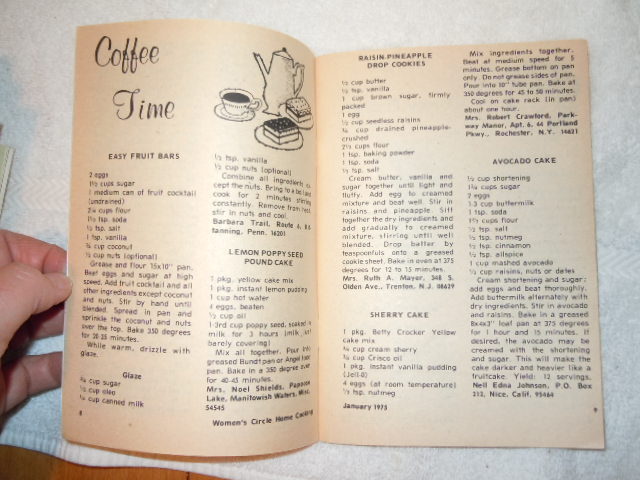 Coffee
Time
EASY FRUIT BARS
2 eggs
1½ cups sugar
1 medium can of fruit cocktail
(undrained)
2¼ cups flour
1½ tsp. soda
½ tsp. salt
1 tsp. vanilla
¾ cup coconut
½ cup nuts (optional)
Grease and flour 15x10" pan.
Beat eggs and sugar at high
speed. Add fruit cocktail and all
other ingredients except coconut
and nuts. Stir by hand until
blended. Spread in pan and
sprinkle the coconut and nuts
over the top. Bake 350 degrees
for 20-25 minutes.
While warm, drizzle with
glaze.
Glaze
¾ cup sugar
½ cup oleo
¼ cup canned milk
8
½ tsp. vanilla
½ cup nuts (optional)
Combine all ingredients ex-
cept the nuts. Bring to a boil and
cook for 2 minutes stirring
constantly. Remove from heat,
stir in nuts and cool.
Barbara Trail, Route 6, Kit-
tanning, Penn. 16201
LEMON POPPY SEED
POUND CAKE
1 pkg. yellow cake mix
1 pkg. instant lemon pudding
1 cup hot water
4 eggs, beaten
½ cup oil
1-3rd cup poppy seed, soaked in
milk for 3 hours (milk just
barely covering)
Mix all together. Pour into
greased Bundt pan or Angel food
pan. Bake in a 350 degree oven
for 40-45 minutes.
Mrs. Noel Shields, Papoose
Lake, Manitowish Waters, Wisc.
54545
Women's Circle Home Cooking
RAISIN-PINEAPPLE
DROP COOKIES
½ cup butter
½ tsp. vanilla
1 cup brown sugar, firmly
packed
1 egg
½ cup seedless raisins
¾ cup drained pineapple-
crushed
2½ cups flour
1 tsp. baking powder
1 tsp. soda
½ tsp. salt
Cream butter, vanilla and
sugar together until light and
fluffy. Add egg to creamed
mixture and beat well. Stir in
raisins and pineapple. Sift
together the dry ingredients and
add gradually to creamed
mixture, stirring until well
blended. Drop batter by
teaspoonfuls onto a greased
cookie sheet. Bake in even at 375
degrees for 12 to 15 minutes.
Mrs. Ruth A. Mayer, 348 S.
Olden Ave., Trenton, N.J. 08629
SHERRY CAKE
1 pkg. Betty Crocker Yellow
cake mix
¾ cup cream sherry
¾ cup Crisco oil
1 pkg. instant vanilla pudding
(Jell-0)
4 eggs (at room temperature)
½ tsp. nutmeg
January 1975
Mix ingredients together.
Beat at medium speed for 5
minutes. Grease bottom on pan
only. Do not grease sides of pan.
Pour into 10" tube pan. Bake at
350 degrees for 45 to 50 minutes.
Cool on cake rack (in pan)
about one hour.
Mrs. Robert Crawford, Park-
way Manor, Apt. 6, 44 Portland
Pkwy., Rochester, N.Y. 14621
AVOCADO CAKE
½ cup shortening
1¼ cups sugar
2 eggs
1-3 cup buttermilk
1 tsp. soda
1½ cups flour
½ tsp. salt
½ tsp. nutmeg
½ tsp. cinnamon
½ tsp. allspice
1 cup mashed avocado
½ cup raisins, nuts or dates
Cream shortening and sugar;
add eggs and beat thoroughly.
Add buttermilk alternately with
dry ingredients. Stir in avocado
and raisins. Bake in a greased
8x4x3" loaf pan at 375 degrees
for 1 hour and 15 minutes. If
desired, the avocado may be
creamed with the shortening
and sugar. This will make the
cake darker and heavier like a
fruitcake. Yield: 12 servings.
Nell Edna Johnson, P.O. Box
212, Nice, Calif. 95464
9